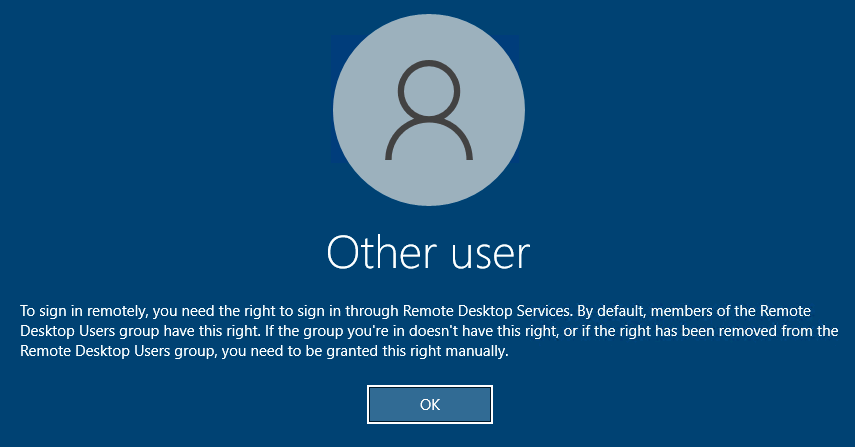 Other user
To sign in remotely, you need the right to sign in through Remote Desktop Services. By default, members of the Remote
Desktop Users group have this right. If the group you're in doesn't have this right, or if the right has been removed from the
Remote Desktop Users group, you need to be granted this right manually.
OK